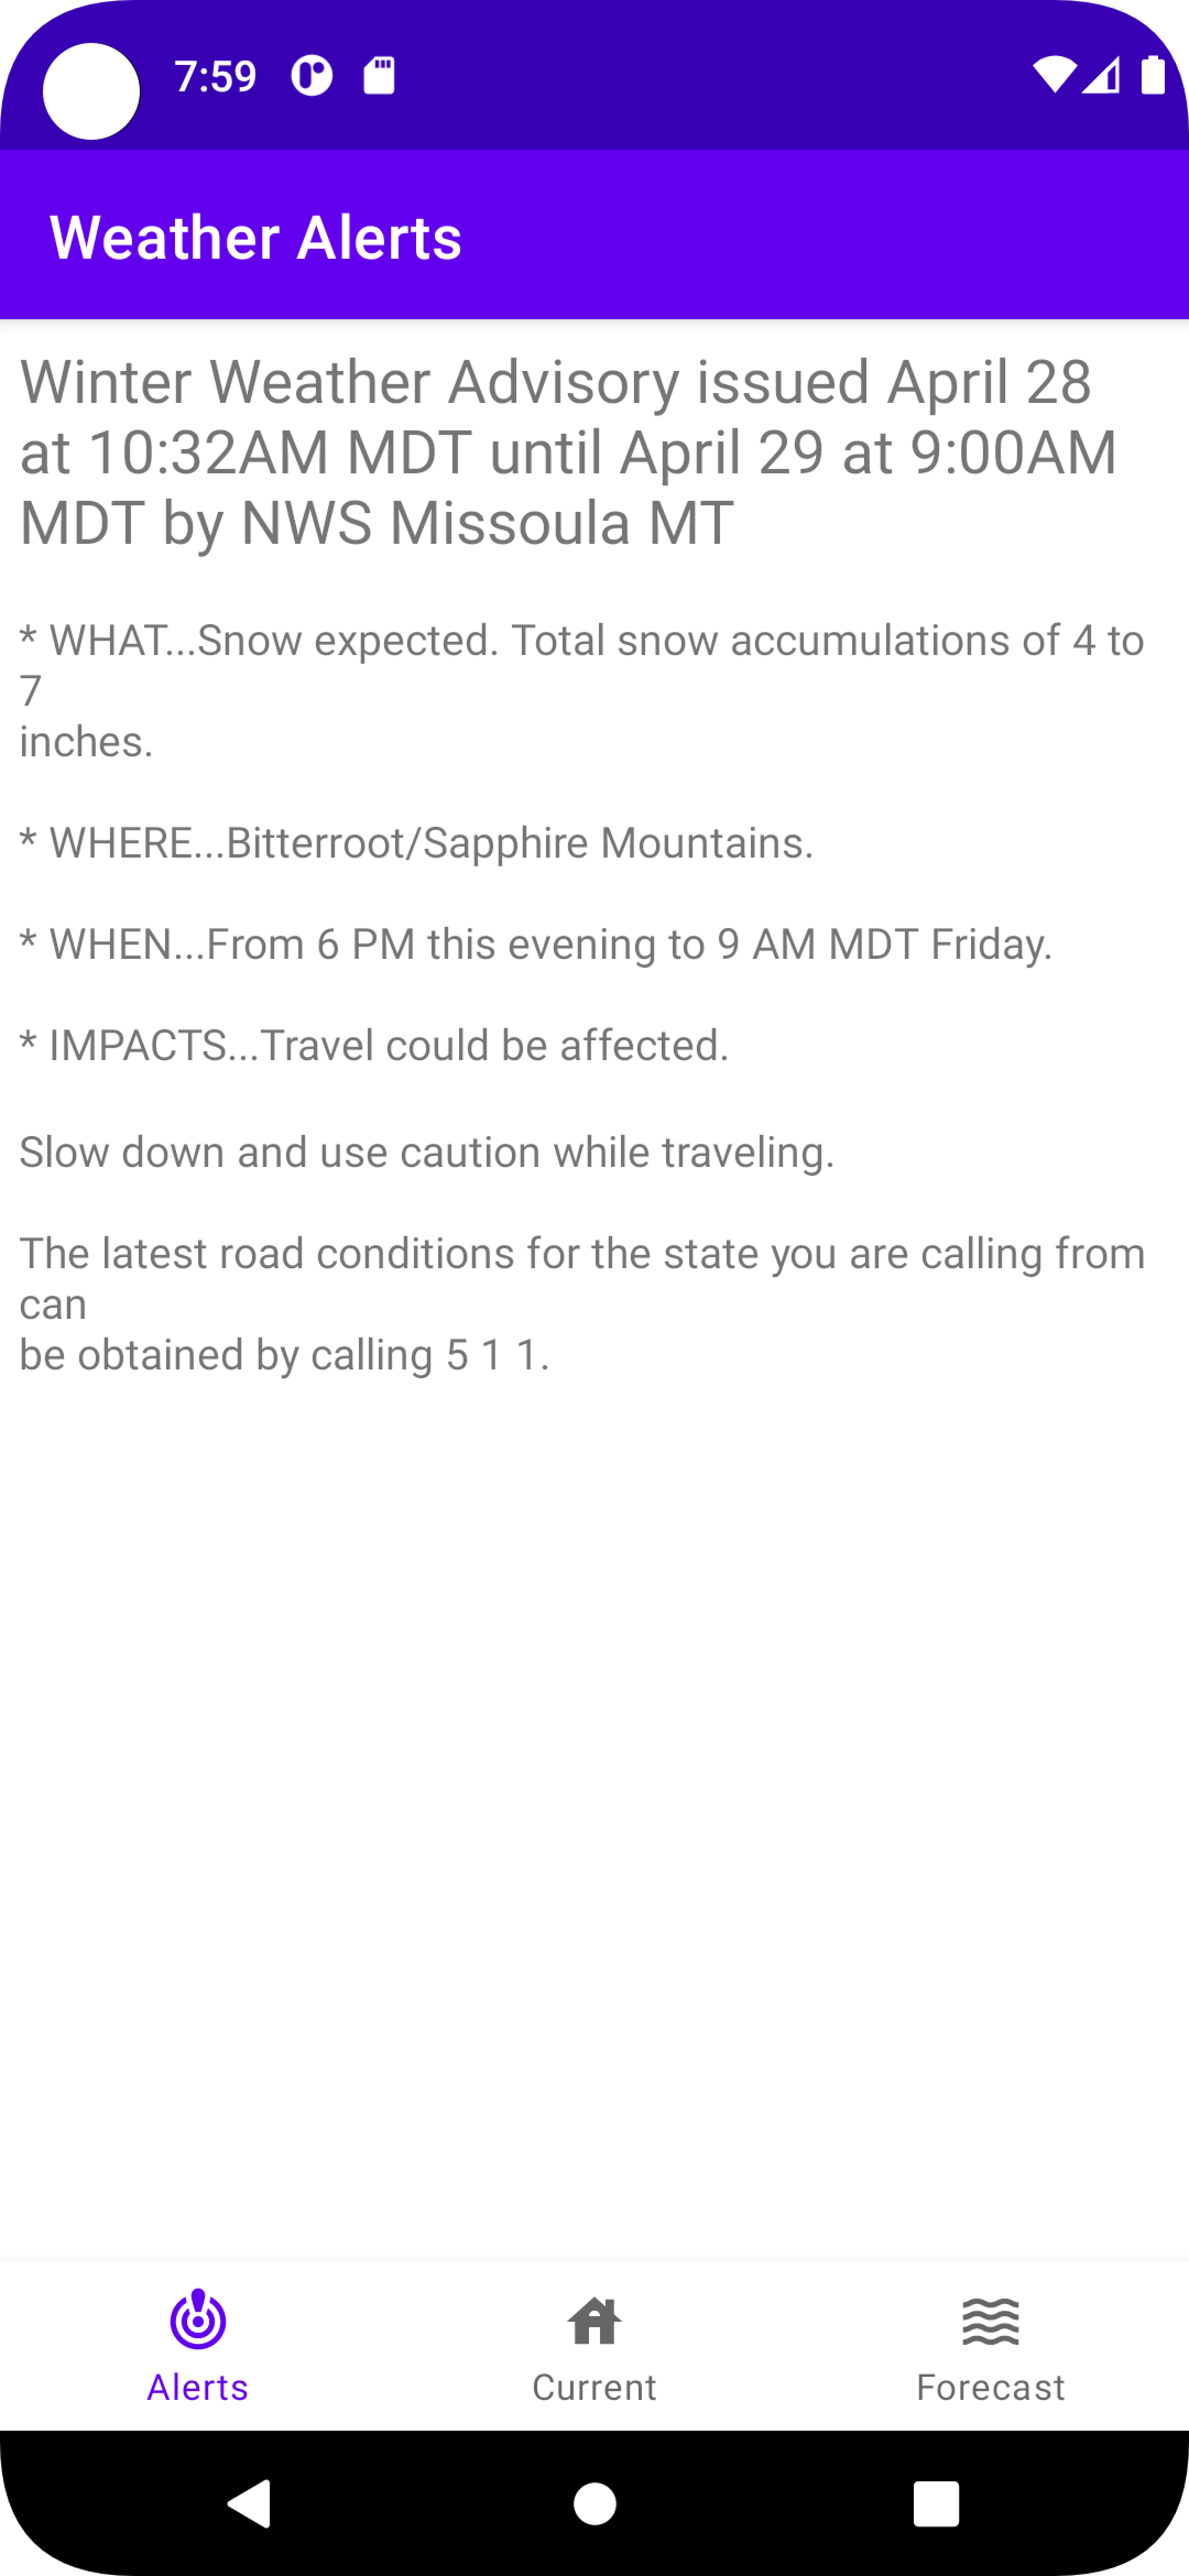 7:59
Weather Alerts
Winter Weather Advisory issued April 28
at 10:32AM MDT until April 29 at 9:00AM
MDT by NWS Missoula MT
* WHAT...Snow expected. Total snow accumulations of 4 to
7
inches.
* WHERE...Bitterroot/Sapphire Mountains.
* WHEN...From 6 PM this evening to 9 AM MDT Friday.
* IMPACTS...Travel could be affected.
Slow down and use caution while traveling.
The latest road conditions for the state you are calling from
can
be obtained by calling 5 1 1.
Alerts
Current
Forecast